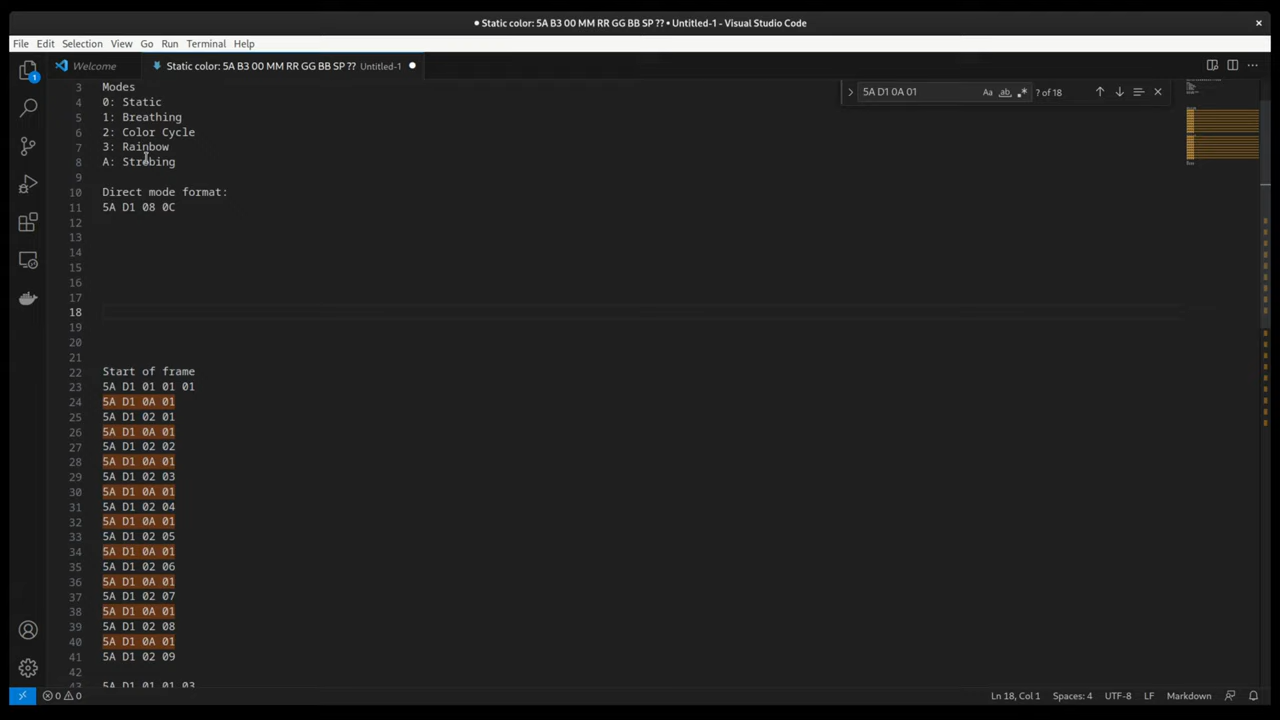 Static color: 5A B3 00 MM RR GG BB SP ?? • Untitled-1 - Visual Studio Code
File Edit Selection View Go Run Terminal Help
1
Welcome
Static color: 5A B3 00 MM RR GG BB SP ?? Untitled-1
5A D1 0A 01
Aa ab .* ? of 18
3 Modes
4 0: Static
5 1: Breathing
6 2: Color Cycle
7 3: Rainbow
8 A: Strobing
9
10 Direct mode format:
11 5A D1 08 0C
12
13
14
15
16
17
18
19
20
21
22 Start of frame
23 5A D1 01 01 01
24 5A D1 0A 01
25 5A D1 02 01
26 5A D1 0A 01
27 5A D1 02 02
28 5A D1 0A 01
29 5A D1 02 03
30 5A D1 0A 01
31 5A D1 02 04
32 5A D1 0A 01
33 5A D1 02 05
34 5A D1 0A 01
35 5A D1 02 06
36 5A D1 0A 01
37 5A D1 02 07
38 5A D1 0A 01
39 5A D1 02 08
40 5A D1 0A 01
41 5A D1 02 09
42
43 5A D1 01 01 03
0 0 Ln 18, Col 1 Spaces: 4 UTF-8 LF Markdown